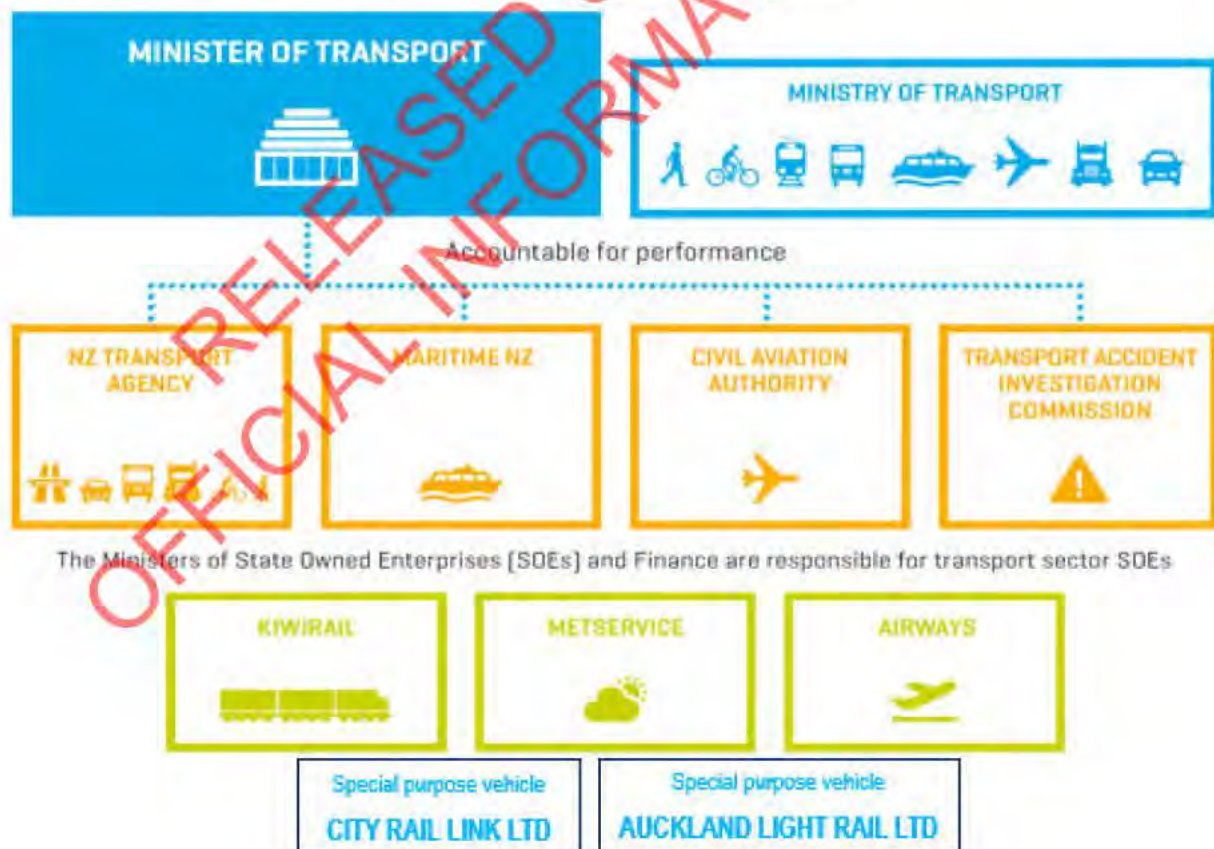 MINISTER OF TRANSPORT
MINISTRY OF TRANSPORT
Accountable for performance
NZ TRANSPORT
AGENCY
MARITIME NZ
CIVIL AVIATION
AUTHORITY
TRANSPORT ACCIDENT
INVESTIGATION
COMMISSION
The Ministers of State Owned Enterprises [SOEs] and Finance are responsible for transport sector SOEs
KIWIRAIL
METSERVICE
AIRWAYS
Special purpose vehicle
CITY RAIL LINK LTD
Special purpose vehicle
AUCKLAND LIGHT RAIL LTD
RELEASED
OFFICIAL